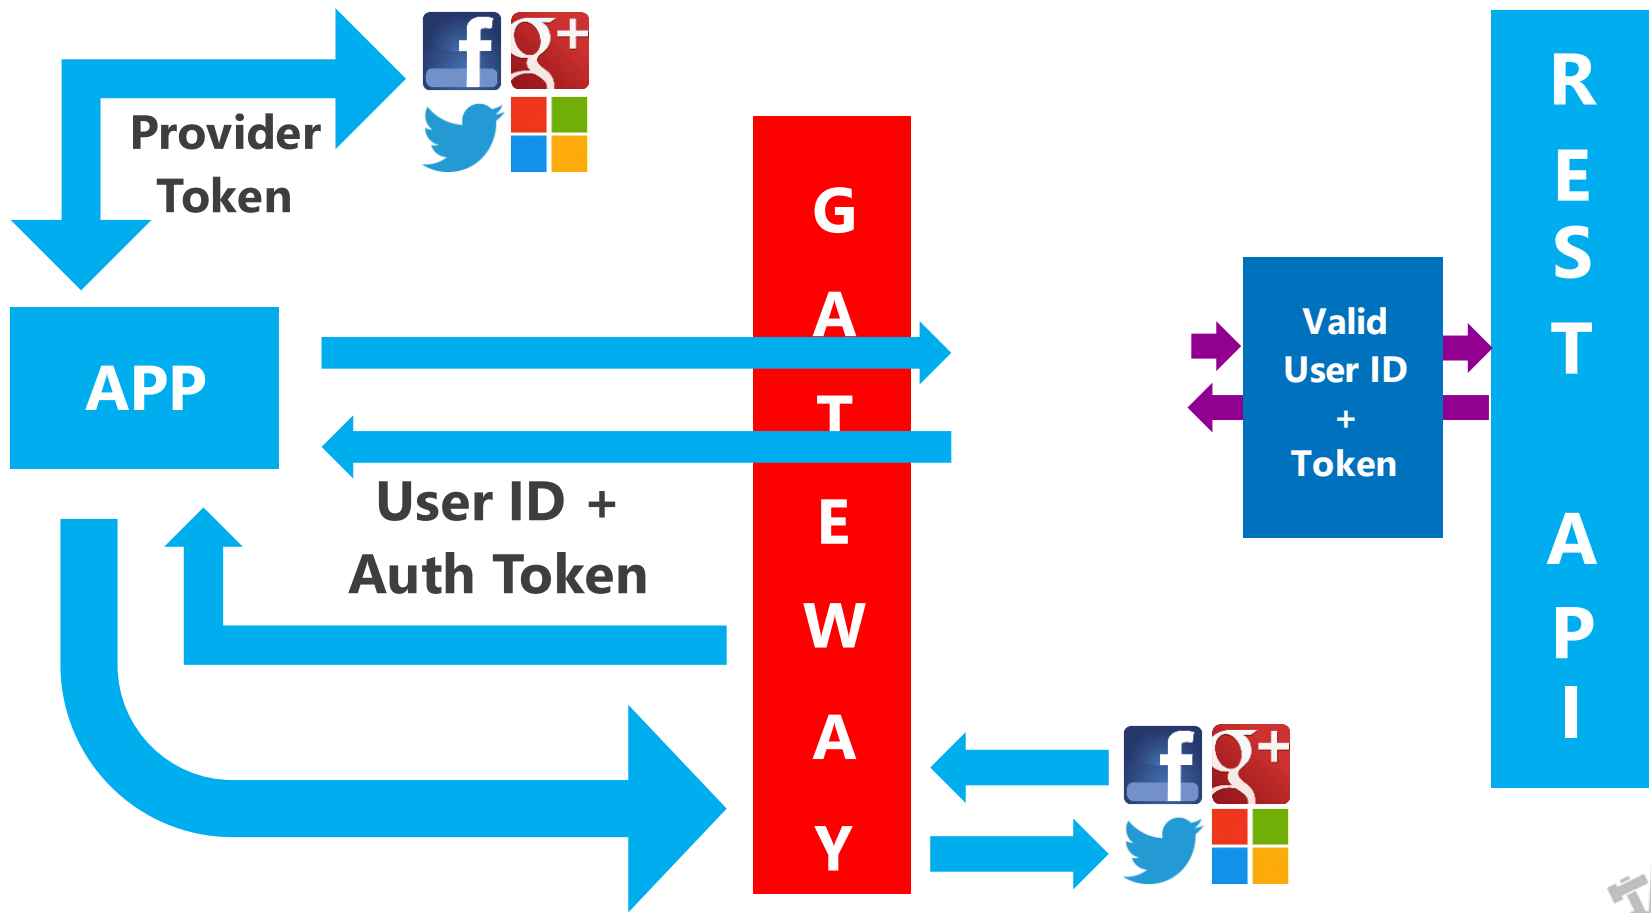 Provider
Token
APP
User ID +
Auth Token
G
A
T
E
W
A
Y
Valid
User ID
+
Token
R
E
S
T
A
P
I
f
g+
f
g+